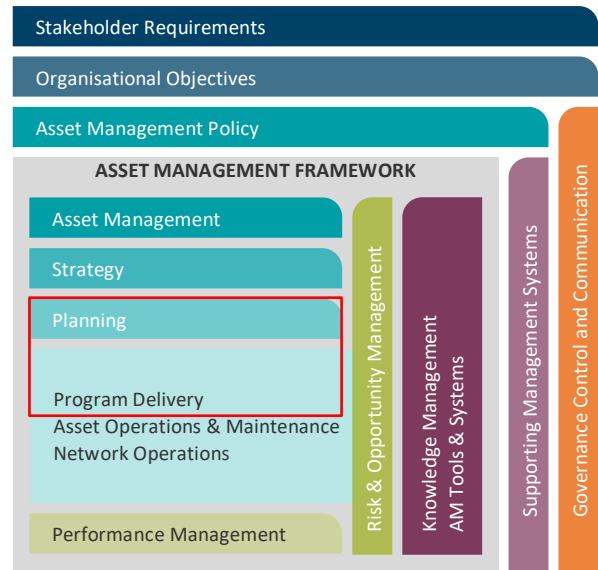 Stakeholder Requirements
Organisational Objectives
Asset Management Policy
ASSET MANAGEMENT FRAMEWORK
Asset Management
Strategy
Planning
Program Delivery
Asset Operations & Maintenance
Network Operations
Performance Management
Risk & Opportunity Management
Knowledge Management
AM Tools & Systems
Supporting Management Systems
Governance Control and Communication